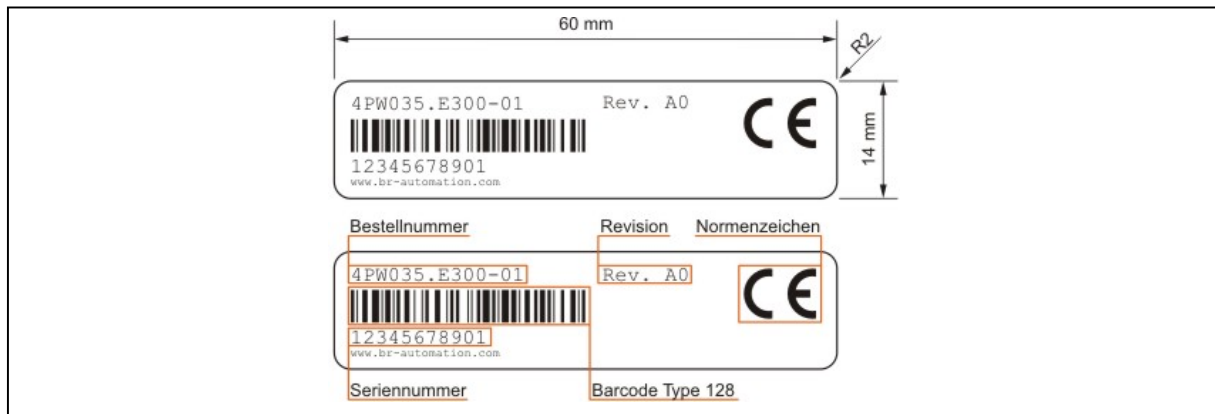 60 mm
R2
4PW035.E300-01 Rev. A0
CE
14 mm
12345678901
www.br-automation.com
Bestellnummer Revision Normenzeichen
4PW035.E300-01 Rev. A0
CE
12345678901
www.br-automation.com
Seriennummer Barcode Type 128